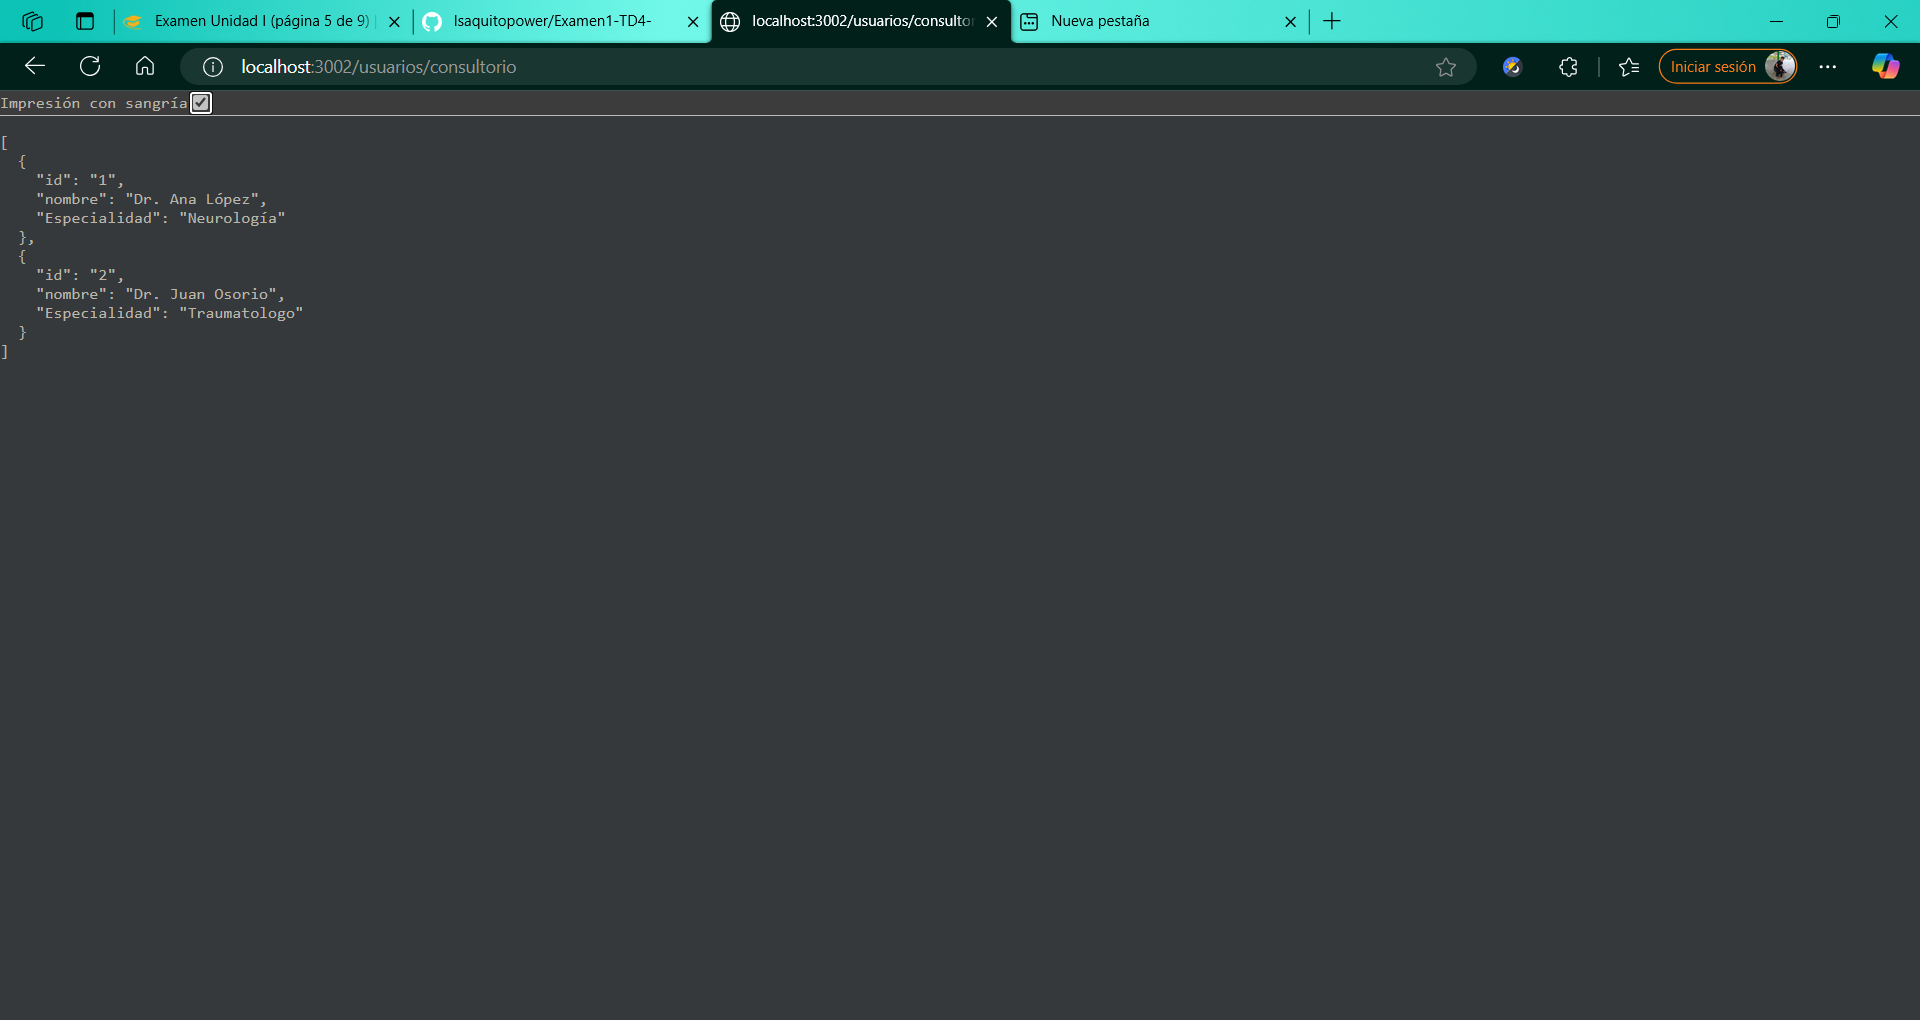 Examen Unidad I (página 5 de 9)
Isaquitopower/Examen1-TD4-
localhost:3002/usuarios/consultor
Nueva pestaña
localhost:3002/usuarios/consultorio
Iniciar sesión
Impresión con sangría
[
  {
    "id": "1",
    "nombre": "Dr. Ana López",
    "Especialidad": "Neurología"
  },
  {
    "id": "2",
    "nombre": "Dr. Juan Osorio",
    "Especialidad": "Traumatologo"
  }
]